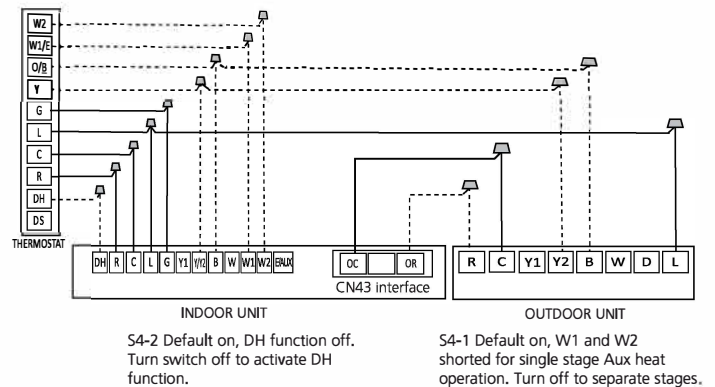 W2
W1/E
O/B
Y
G
L
C
R
DH
DS
THERMOSTAT
DH R C L G Y1 Y/Y2 B W W1 W2 E/AUX
OC OR
CN43 interface
R C Y1 Y2 B W D L
INDOOR UNIT
OUTDOOR UNIT
S4-2 Default on, DH function off.
Turn switch off to activate DH
function.
S4-1 Default on, W1 and W2
shorted for single stage Aux heat
operation. Turn off to separate stages.